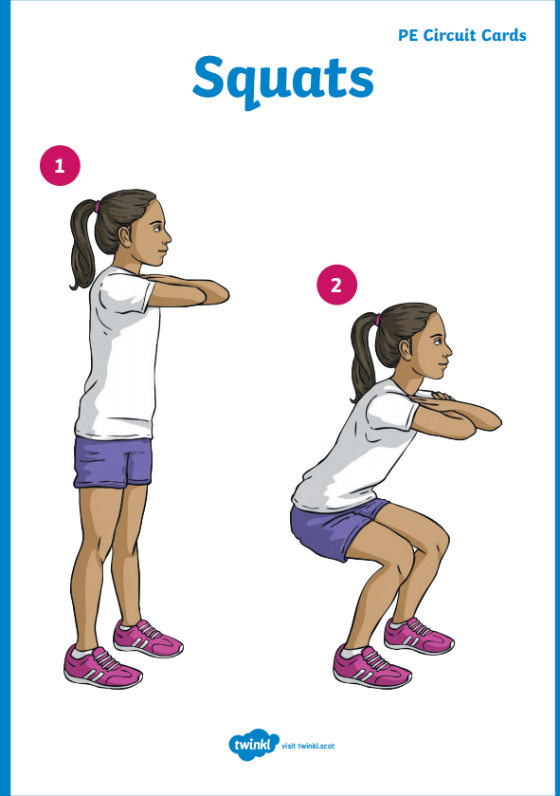 PE Circuit Cards
Squats
1
2
twinkl visit twinkl.scot